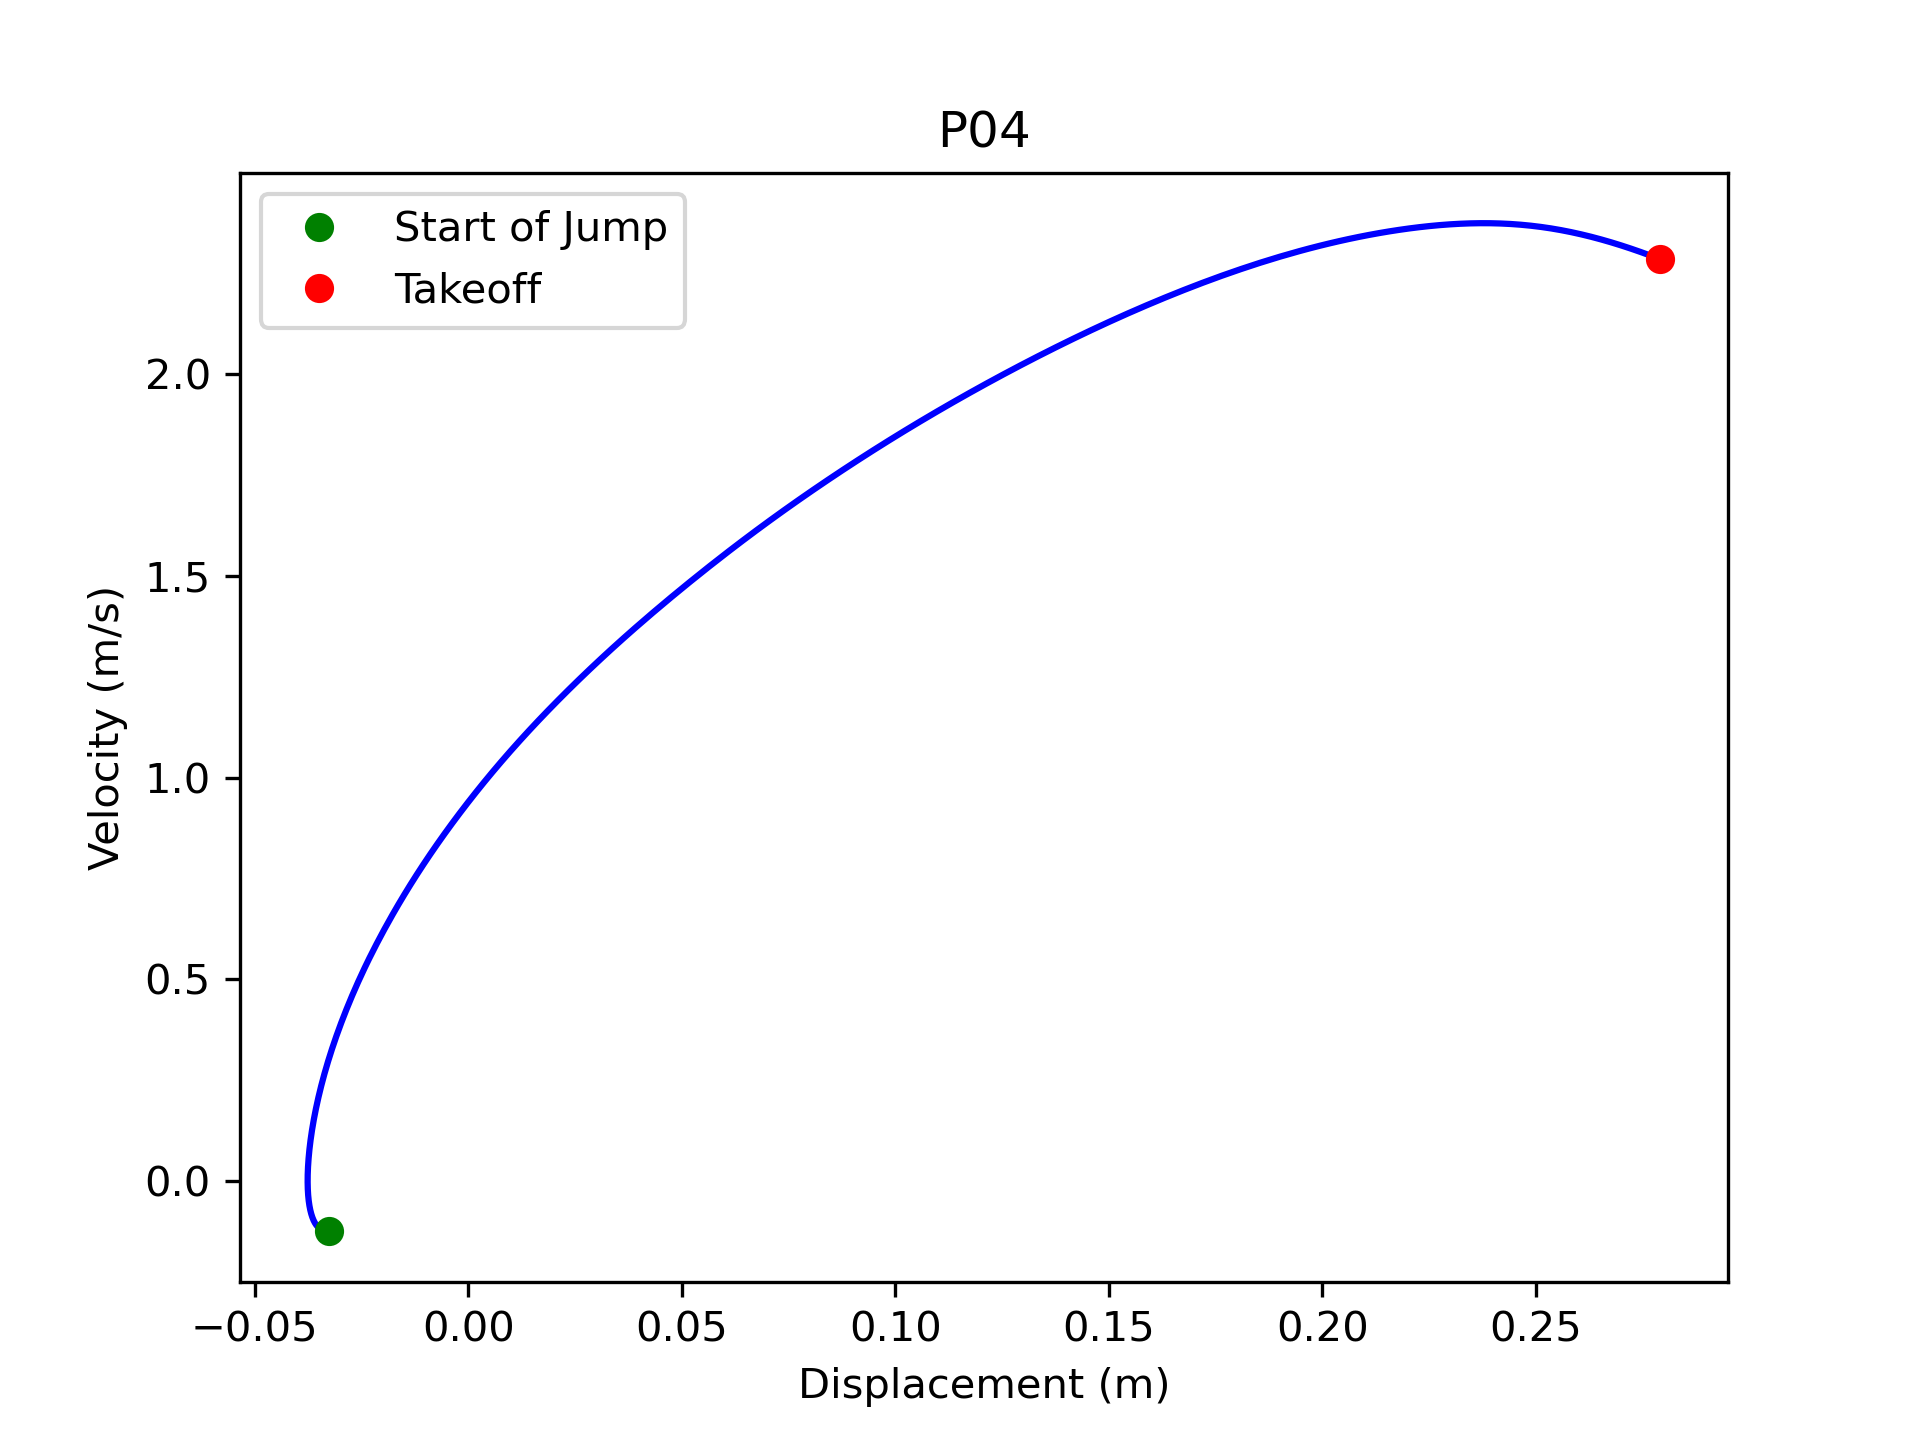 P04
Start of Jump
Takeoff
2.0
1.5
1.0
0.5
0.0
Velocity (m/s)
−0.05 0.00 0.05 0.10 0.15 0.20 0.25
Displacement (m)